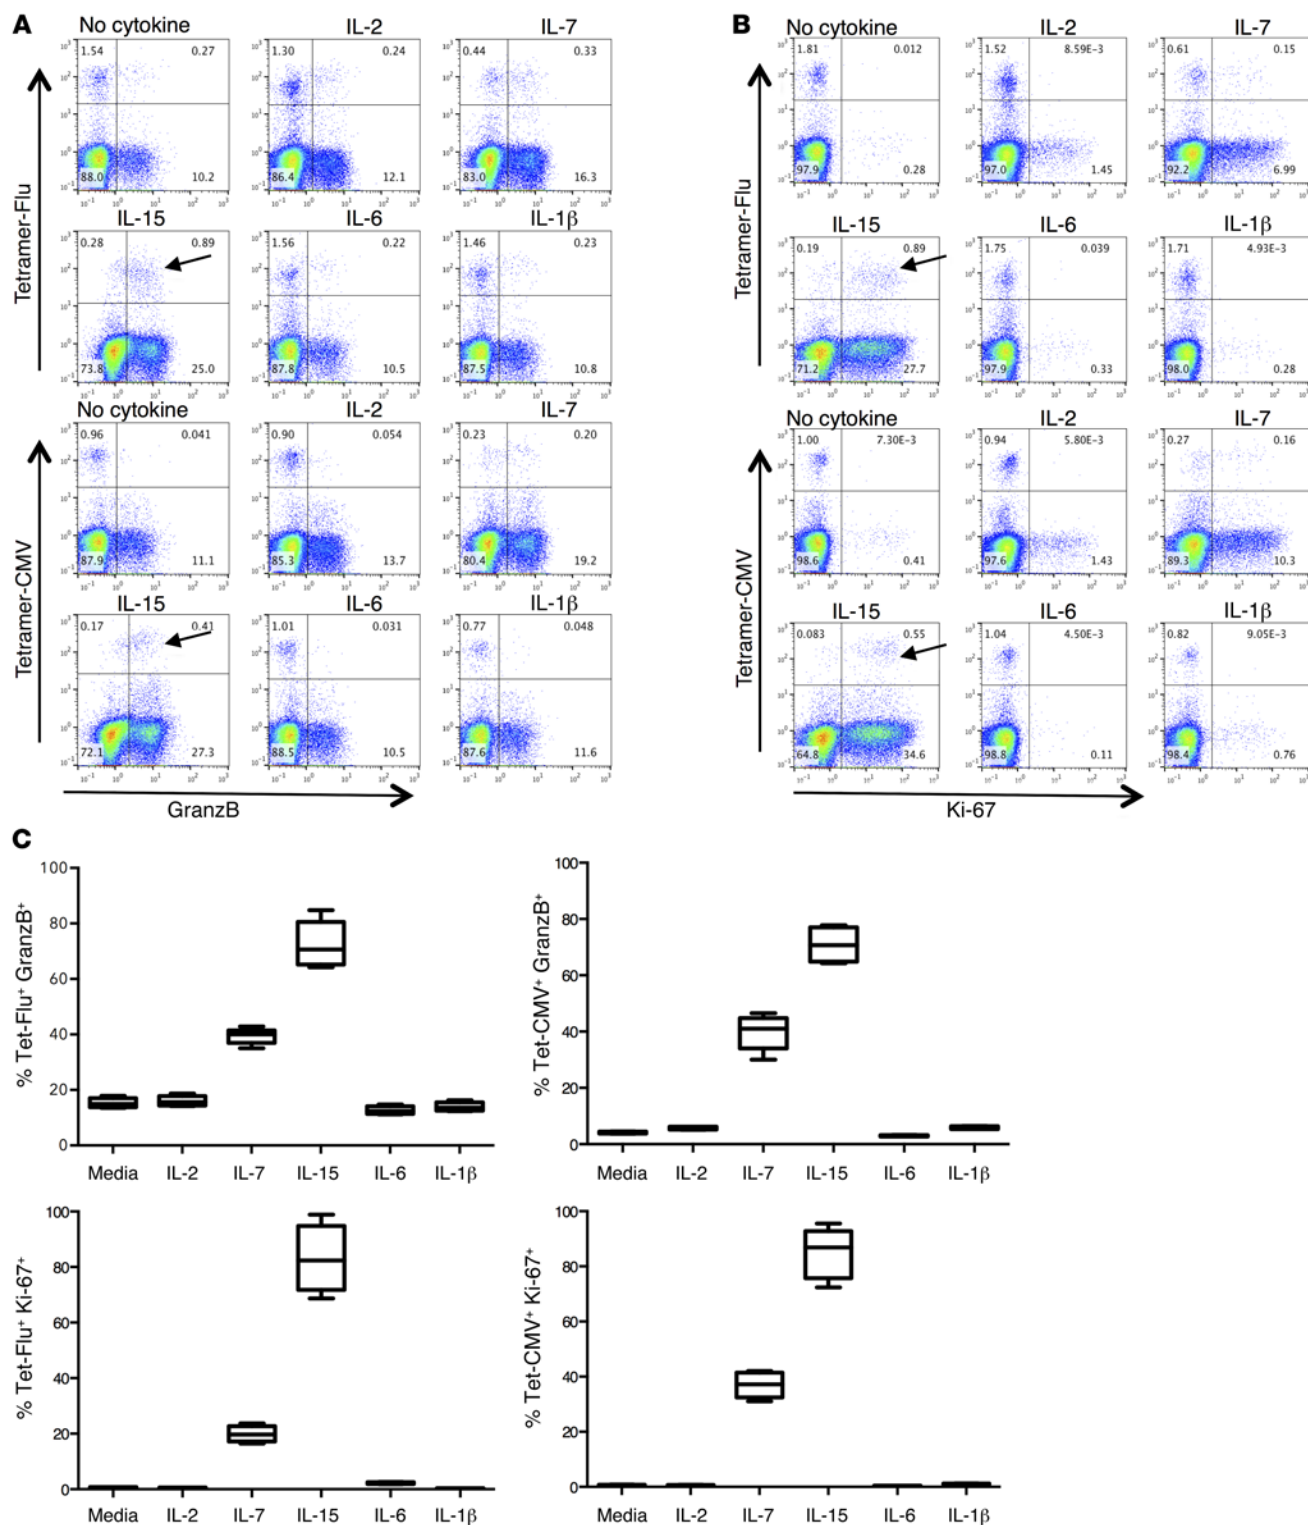 A
No cytokine IL-2 IL-7
1.54 0.27 1.30 0.24 0.44 0.33
88.0 10.2 86.4 12.1 83.0 16.3
Tetramer-Flu
IL-15 IL-6 IL-1β
0.28 0.89 1.56 0.22 1.46 0.23
73.8 25.0 87.8 10.5 87.5 10.8
No cytokine IL-2 IL-7
0.96 0.041 0.90 0.054 0.23 0.20
87.9 11.1 85.3 13.7 80.4 19.2
Tetramer-CMV
IL-15 IL-6 IL-1β
0.17 0.41 1.01 0.031 0.77 0.048
72.1 27.3 88.5 10.5 87.6 11.6
GranzB
B
No cytokine IL-2 IL-7
1.81 0.012 1.52 8.59E-3 0.61 0.15
97.9 0.28 97.0 1.45 92.2 6.99
Tetramer-Flu
IL-15 IL-6 IL-1β
0.19 0.89 1.75 0.039 1.71 4.93E-3
71.2 27.7 97.9 0.33 98.0 0.28
No cytokine IL-2 IL-7
1.00 7.30E-3 0.94 5.80E-3 0.27 0.16
98.6 0.41 97.6 1.43 89.3 10.3
Tetramer-CMV
IL-15 IL-6 IL-1β
0.083 0.55 1.04 4.50E-3 0.82 9.05E-3
64.8 34.6 98.8 0.11 98.4 0.76
Ki-67
C
% Tet-Flu⁺ GranzB⁺
100
80
60
40
20
0
Media IL-2 IL-7 IL-15 IL-6 IL-1β
% Tet-CMV⁺ GranzB⁺
100
80
60
40
20
0
Media IL-2 IL-7 IL-15 IL-6 IL-1β
% Tet-Flu⁺ Ki-67⁺
100
80
60
40
20
0
Media IL-2 IL-7 IL-15 IL-6 IL-1β
% Tet-CMV⁺ Ki-67⁺
100
80
60
40
20
0
Media IL-2 IL-7 IL-15 IL-6 IL-1β